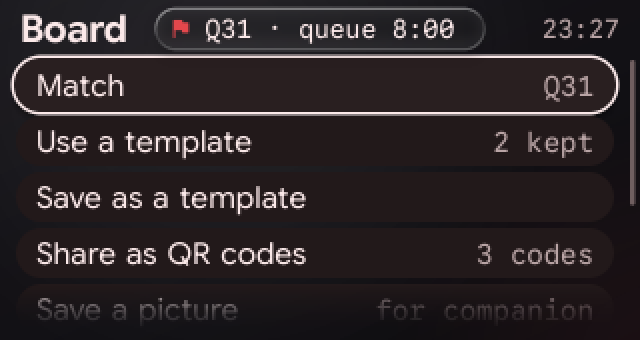 Board Q31 · queue 8:00 23:27
Match Q31
Use a template 2 kept
Save as a template
Share as QR codes 3 codes
Save a picture for companion